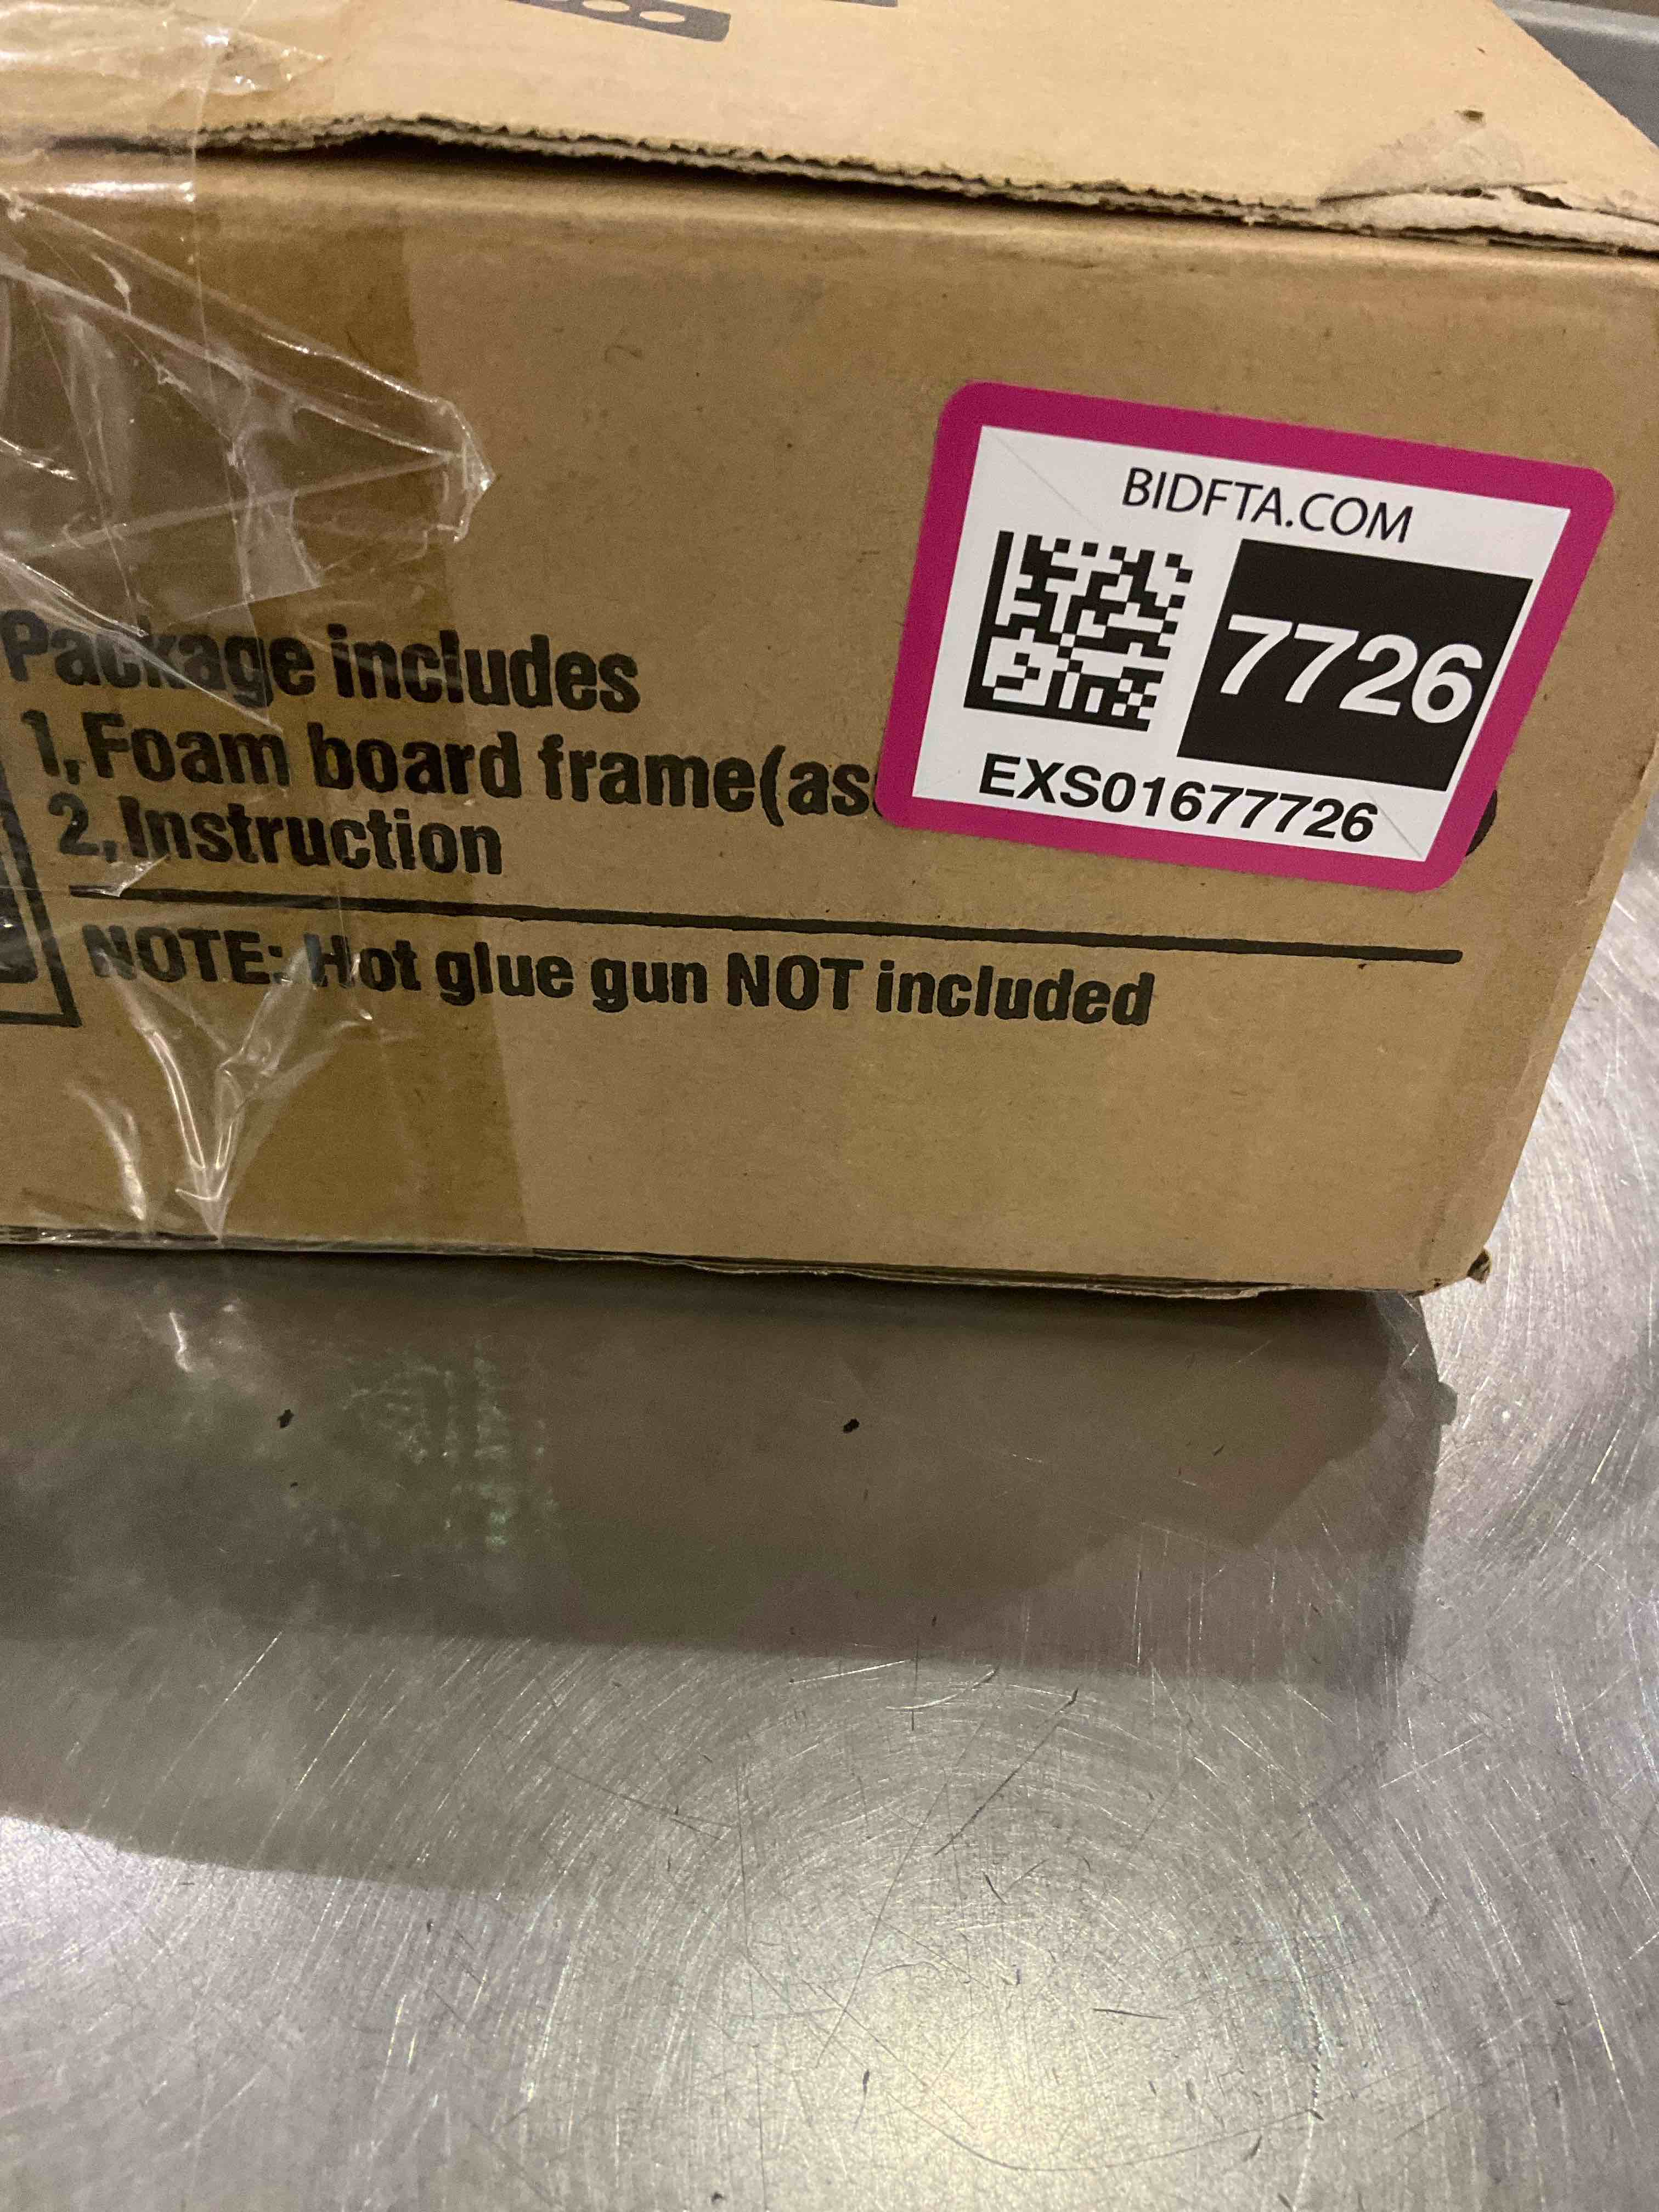 BIDFTA.COM
7726
EXS01677726
Package includes
1,Foam board frame(as
2,Instruction
NOTE: Hot glue gun NOT included